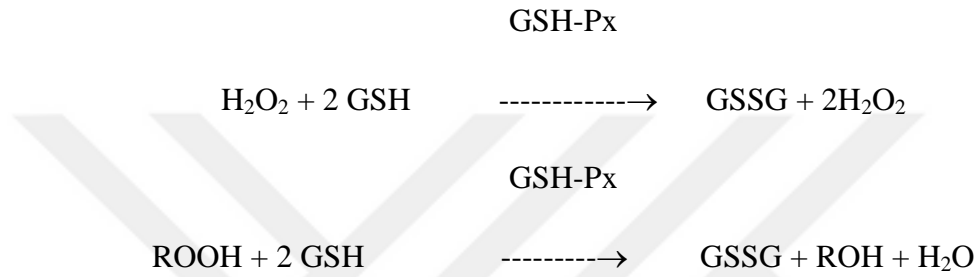 GSH-Px
H₂O₂ + 2 GSH -------------→ GSSG + 2H₂O₂
GSH-Px
ROOH + 2 GSH ---------→ GSSG + ROH + H₂O